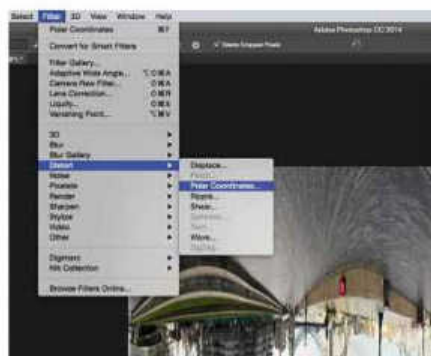 Select Filter 3D View Window Help
Polar Coordinates ⌘F
Convert for Smart Filters
Filter Gallery...
Adaptive Wide Angle... ⌥⇧⌘A
Camera Raw Filter... ⇧⌘A
Lens Correction... ⇧⌘R
Liquify... ⇧⌘X
Vanishing Point... ⌥⌘V
3D
Blur
Blur Gallery
Distort
Noise
Pixelate
Render
Sharpen
Stylize
Video
Other
Digimarc
Nik Collection
Browse Filters Online...
Delete Cropped Pixels
Adobe Photoshop CC 2014
Displace...
Pinch...
Polar Coordinates...
Ripple...
Shear...
Spherize...
Twirl...
Wave...
ZigZag...